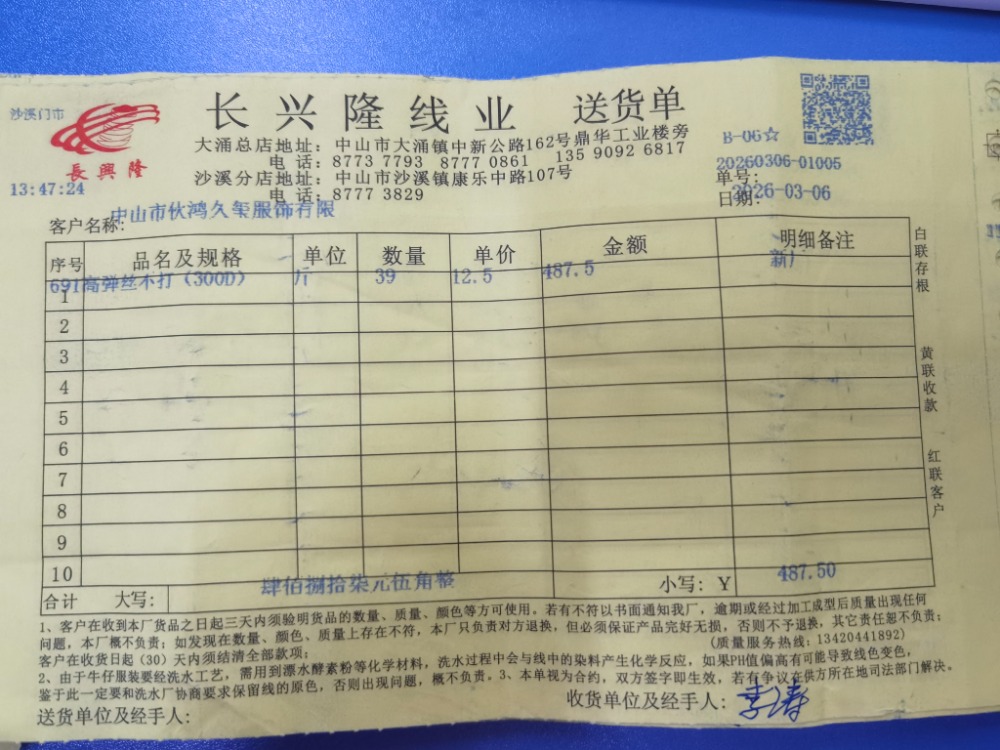 沙溪门市
長興隆
13:47:24
长兴隆线业 送货单
大涌总店地址：中山市大涌镇中新公路162号鼎华工业楼旁
电话：8773 7793 8777 0861 135 9092 6817
沙溪分店地址：中山市沙溪镇康乐中路107号
电话：8777 3829
B-06☆
20260306-01005
单号：
日期：2026-03-06
客户名称：中山市伙鸿久玺服饰有限
序号 品名及规格 单位 数量 单价 金额 明细备注
1 691高弹丝不打（300D） 斤 39 12.5 487.5 新厂
2
3
4
5
6
7
8
9
10
合计 大写：肆佰捌拾柒元伍角整 小写：Y 487.50
白联存根
黄联收款
红联客户
1、客户在收到本厂货品之日起三天内须验明货品的数量、质量、颜色等方可使用。若有不符以书面通知我厂，逾期或经过加工成型后质量出现任何
问题，本厂概不负责；如发现在数量、颜色、质量上存在不符，本厂只负责对方退换，但必须保证产品完好无损，否则不予退换，其它责任恕不负责；
客户在收货日起（30）天内须结清全部款项； （质量服务热线：13420441892）
2、由于牛仔服装要经洗水工艺，需用到漂水酵素粉等化学材料，洗水过程中会与线中的染料产生化学反应，如果PH值偏高有可能导致线色变色，
鉴于此一定要和洗水厂协商要求保留线的原色，否则出现问题，概不负责。3、本单视为合约，双方签字即生效，若有争议在供方所在地司法部门解决。
送货单位及经手人： 收货单位及经手人：李涛